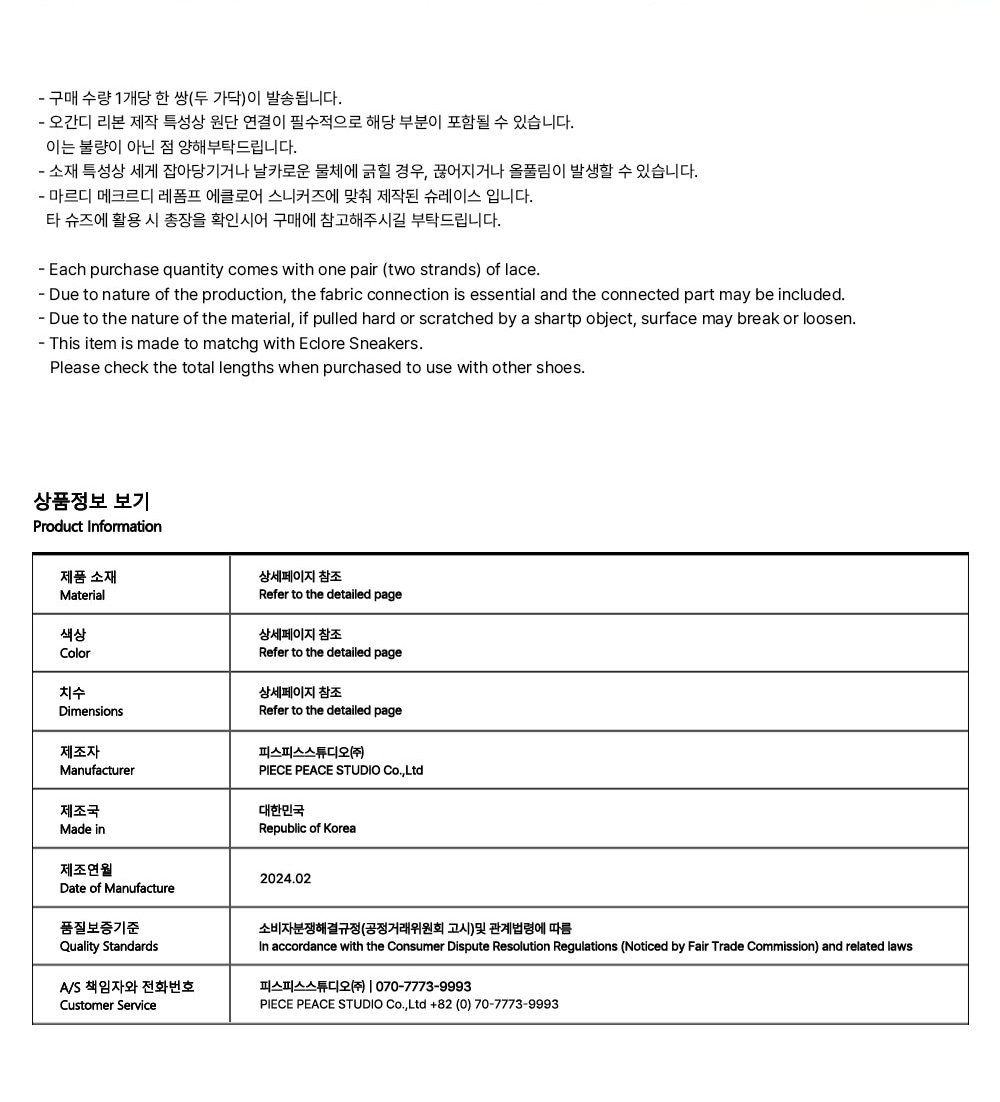 - 구매 수량 1개당 한 쌍(두 가닥)이 발송됩니다.
- 오간디 리본 제작 특성상 원단 연결이 필수적으로 해당 부분이 포함될 수 있습니다.
이는 불량이 아닌 점 양해부탁드립니다.
- 소재 특성상 세게 잡아당기거나 날카로운 물체에 긁힐 경우, 끊어지거나 올풀림이 발생할 수 있습니다.
- 마르디 메크르디 레폼프 에클로어 스니커즈에 맞춰 제작된 슈레이스 입니다.
타 슈즈에 활용 시 총장을 확인시어 구매에 참고해주시길 부탁드립니다.
- Each purchase quantity comes with one pair (two strands) of lace.
- Due to nature of the production, the fabric connection is essential and the connected part may be included.
- Due to the nature of the material, if pulled hard or scratched by a shartp object, surface may break or loosen.
- This item is made to matchg with Eclore Sneakers.
Please check the total lengths when purchased to use with other shoes.
상품정보 보기
Product Information
제품 소재
Material
상세페이지 참조
Refer to the detailed page
색상
Color
상세페이지 참조
Refer to the detailed page
치수
Dimensions
상세페이지 참조
Refer to the detailed page
제조자
Manufacturer
피스피스스튜디오㈜
PIECE PEACE STUDIO Co.,Ltd
제조국
Made in
대한민국
Republic of Korea
제조연월
Date of Manufacture
2024.02
품질보증기준
Quality Standards
소비자분쟁해결규정(공정거래위원회 고시)및 관계법령에 따름
In accordance with the Consumer Dispute Resolution Regulations (Noticed by Fair Trade Commission) and related laws
A/S 책임자와 전화번호
Customer Service
피스피스스튜디오㈜ | 070-7773-9993
PIECE PEACE STUDIO Co.,Ltd +82 (0) 70-7773-9993